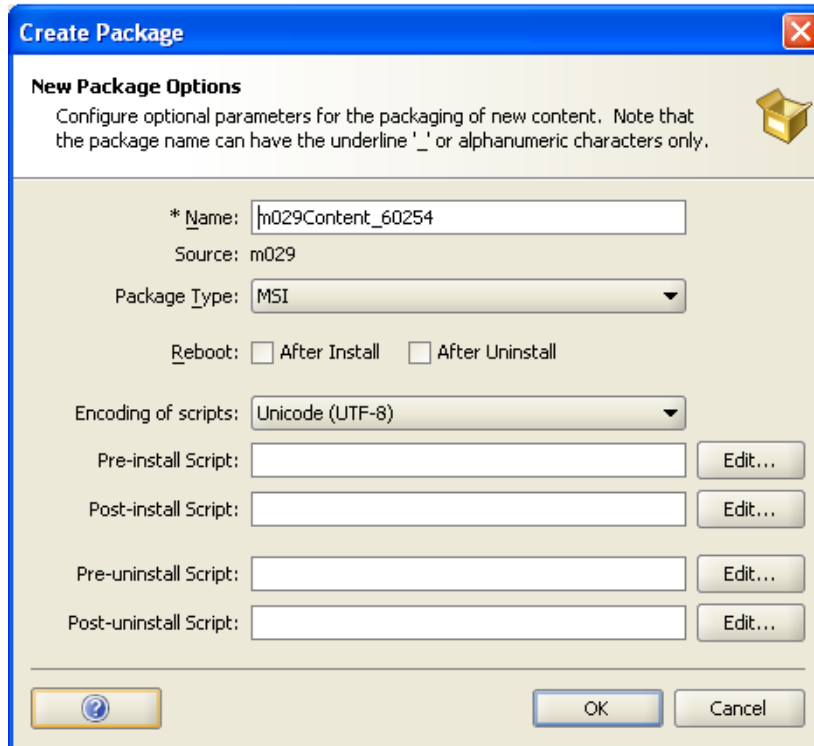 Create Package
New Package Options
Configure optional parameters for the packaging of new content. Note that
the package name can have the underline '_' or alphanumeric characters only.
* Name: m029Content_60254
Source: m029
Package Type: MSI
Reboot: After Install After Uninstall
Encoding of scripts: Unicode (UTF-8)
Pre-install Script: Edit...
Post-install Script: Edit...
Pre-uninstall Script: Edit...
Post-uninstall Script: Edit...
? OK Cancel